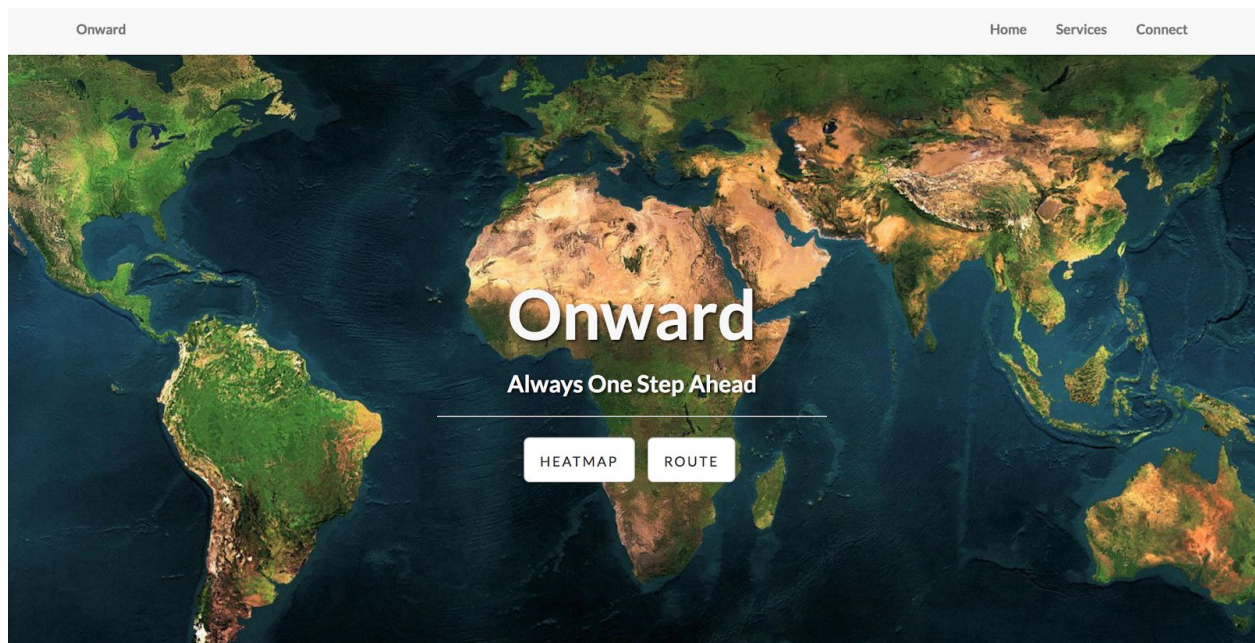 Onward Home Services Connect
Onward
Always One Step Ahead
HEATMAP ROUTE